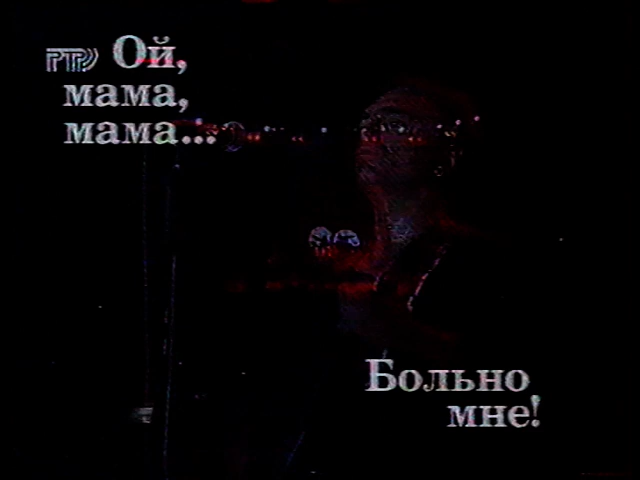 РТР Ой,
мама,
мама...
Больно
мне!